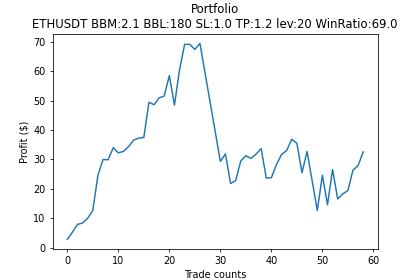 Portfolio
ETHUSDT BBM:2.1 BBL:180 SL:1.0 TP:1.2 lev:20 WinRatio:69.0
70
60
50
40
30
20
10
0
Profit ($)
0 10 20 30 40 50 60
Trade counts